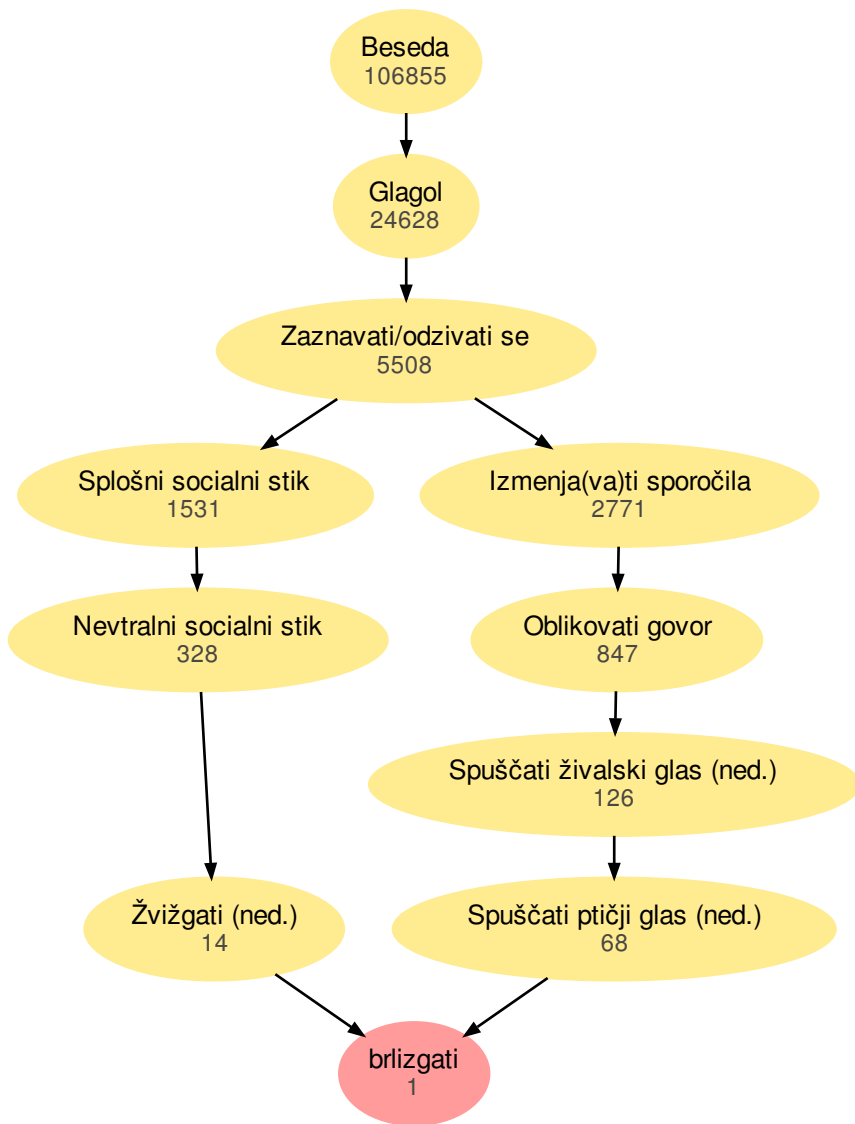 Beseda
106855
Glagol
24628
Zaznavati/odzivati se
5508
Splošni socialni stik
1531
Izmenja(va)ti sporočila
2771
Nevtralni socialni stik
328
Oblikovati govor
847
Spuščati živalski glas (ned.)
126
Žvižgati (ned.)
14
Spuščati ptičji glas (ned.)
68
brlizgati
1